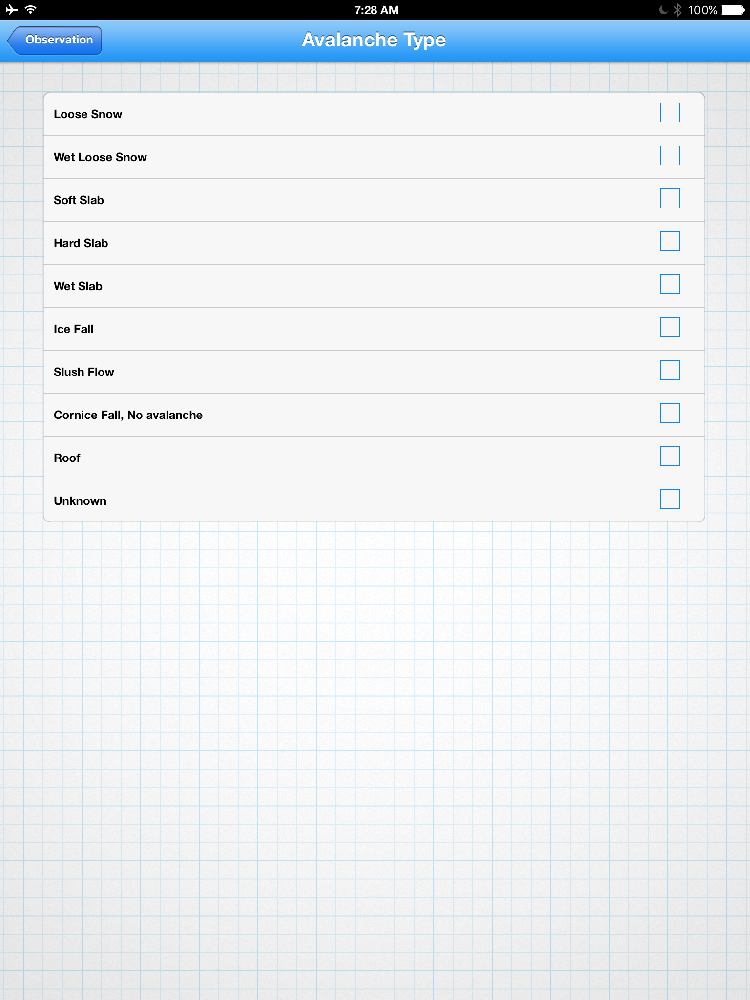 7:28 AM
100%
Observation
Avalanche Type
Loose Snow
Wet Loose Snow
Soft Slab
Hard Slab
Wet Slab
Ice Fall
Slush Flow
Cornice Fall, No avalanche
Roof
Unknown